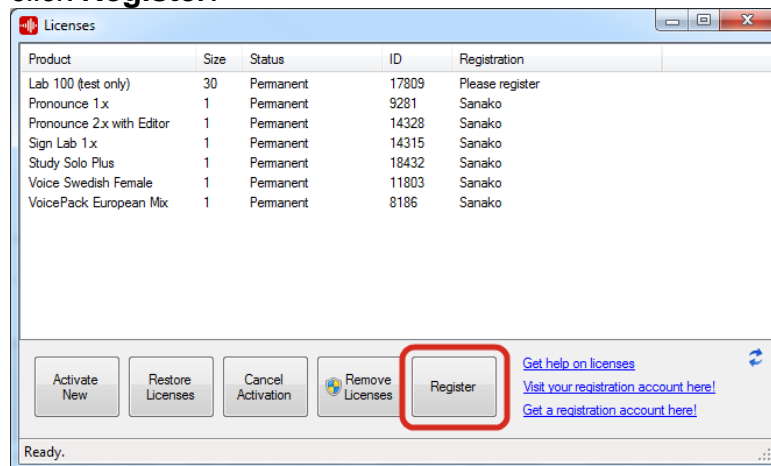 click Register.
Licenses
Product Size Status ID Registration
Lab 100 (test only) 30 Permanent 17809 Please register
Pronounce 1.x 1 Permanent 9281 Sanako
Pronounce 2.x with Editor 1 Permanent 14328 Sanako
Sign Lab 1.x 1 Permanent 14315 Sanako
Study Solo Plus 1 Permanent 18432 Sanako
Voice Swedish Female 1 Permanent 11803 Sanako
VoicePack European Mix 1 Permanent 8186 Sanako
Activate New
Restore Licenses
Cancel Activation
Remove Licenses
Register
Get help on licenses
Visit your registration account here!
Get a registration account here!
Ready.